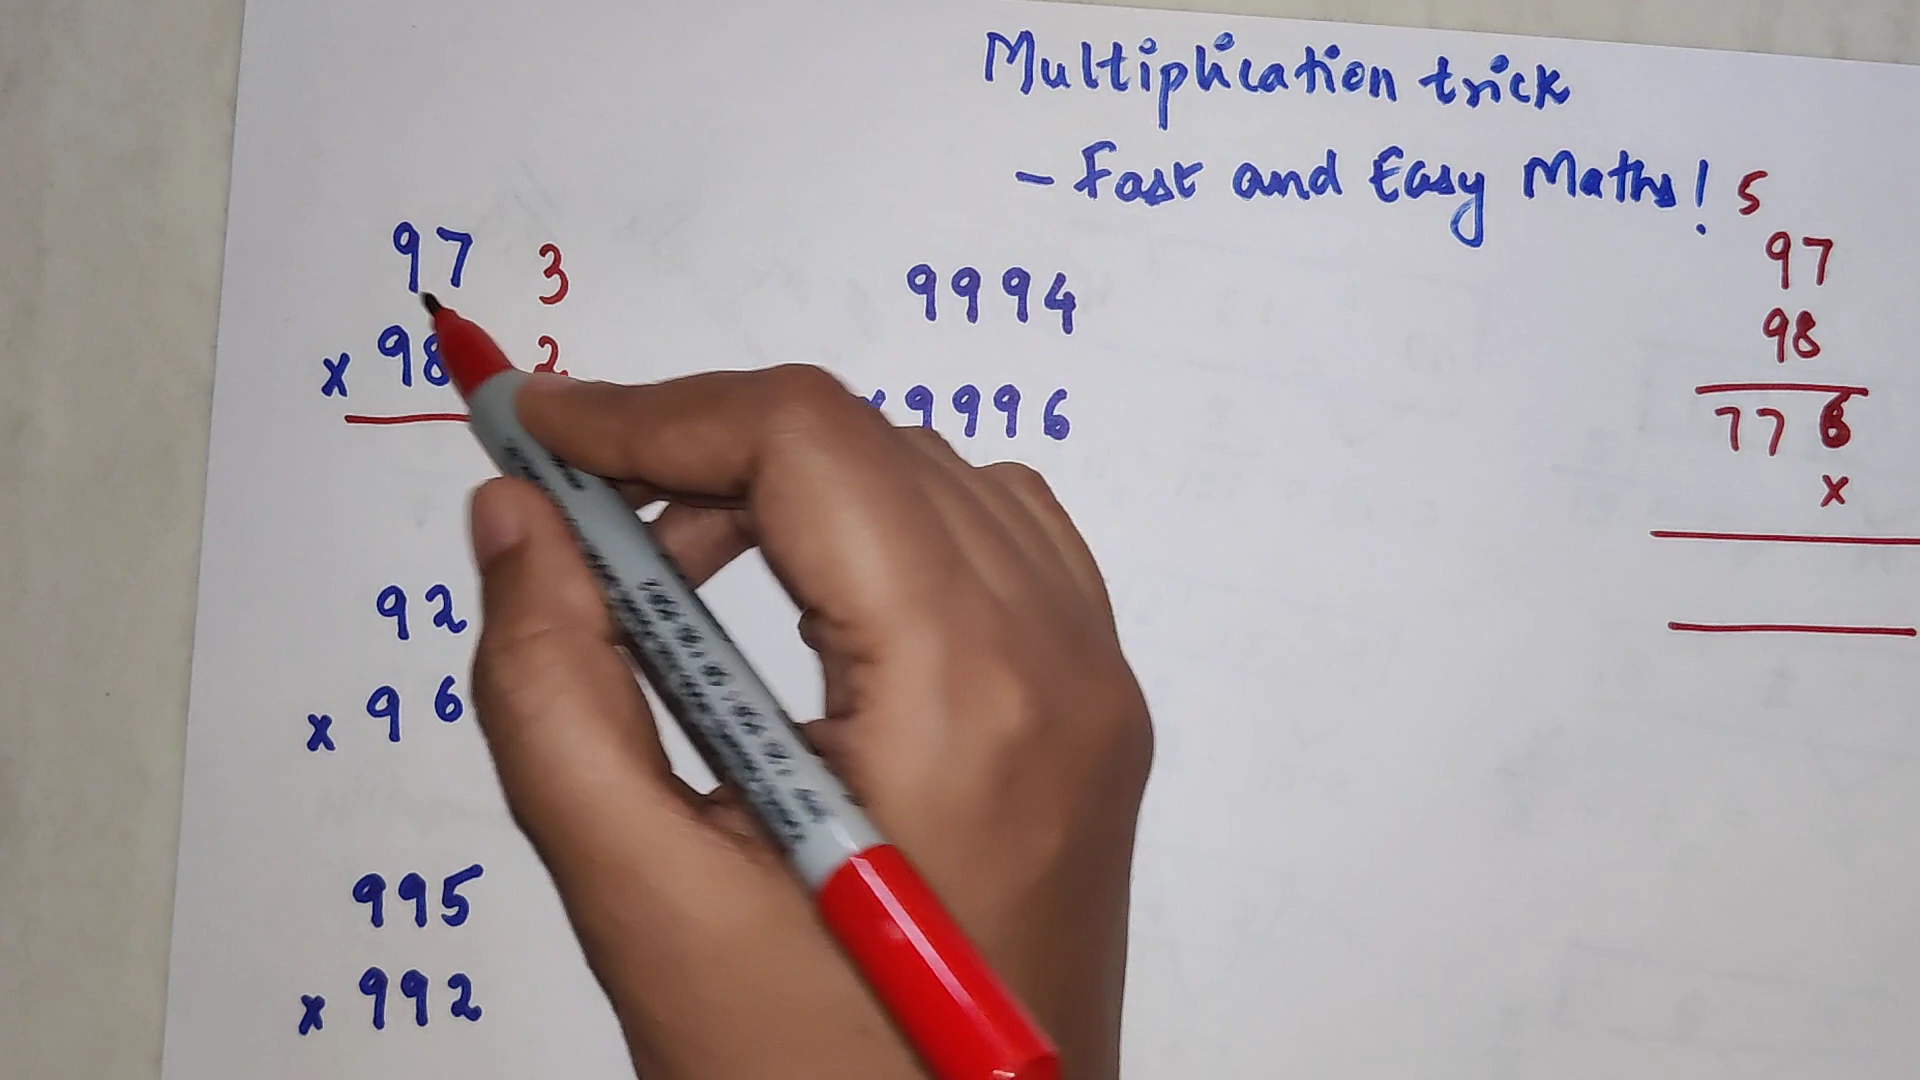 Multiplication trick
- Fast and Easy Maths!
97 3
x 98 2
92
x 96
995
x 992
9994
x 9996
5
97
98
776
x